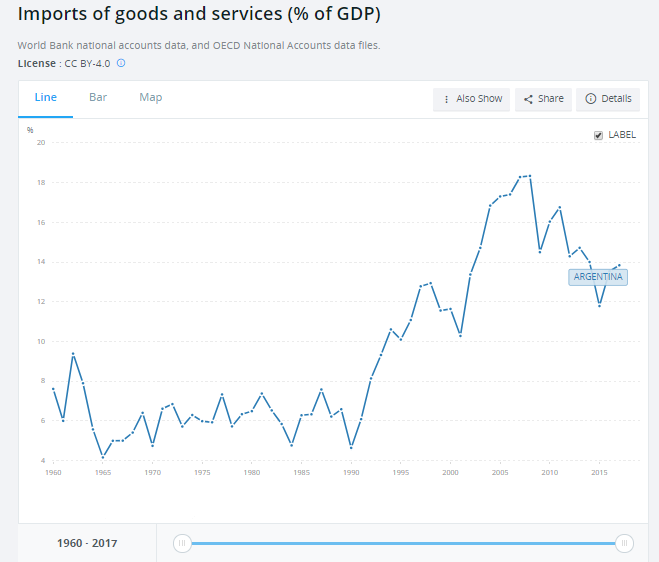 Imports of goods and services (% of GDP)
World Bank national accounts data, and OECD National Accounts data files.
License : CC BY-4.0
Line Bar Map Also Show Share Details
%
LABEL
20
18
16
14
ARGENTINA
12
10
8
6
4
1960 1965 1970 1975 1980 1985 1990 1995 2000 2005 2010 2015
1960 - 2017